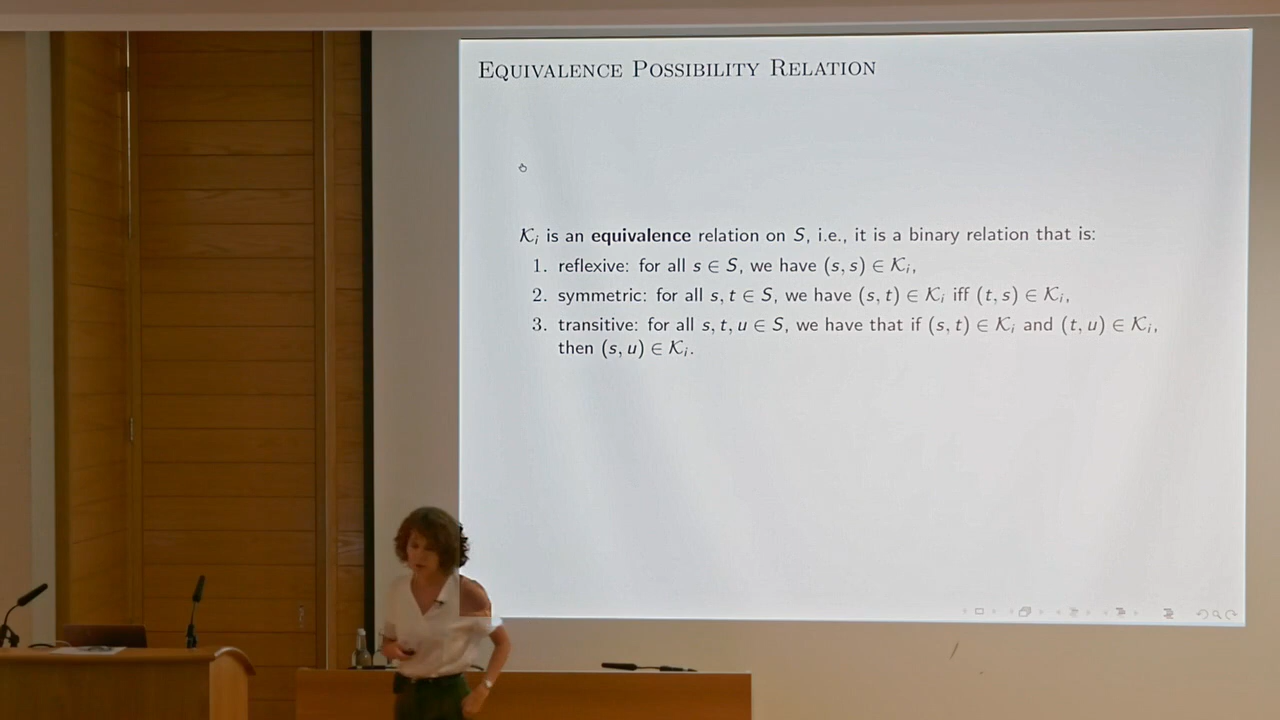 EQUIVALENCE POSSIBILITY RELATION
𝒦ᵢ is an equivalence relation on S, i.e., it is a binary relation that is:
1. reflexive: for all s ∈ S, we have (s, s) ∈ 𝒦ᵢ,
2. symmetric: for all s, t ∈ S, we have (s, t) ∈ 𝒦ᵢ iff (t, s) ∈ 𝒦ᵢ,
3. transitive: for all s, t, u ∈ S, we have that if (s, t) ∈ 𝒦ᵢ and (t, u) ∈ 𝒦ᵢ,
then (s, u) ∈ 𝒦ᵢ.